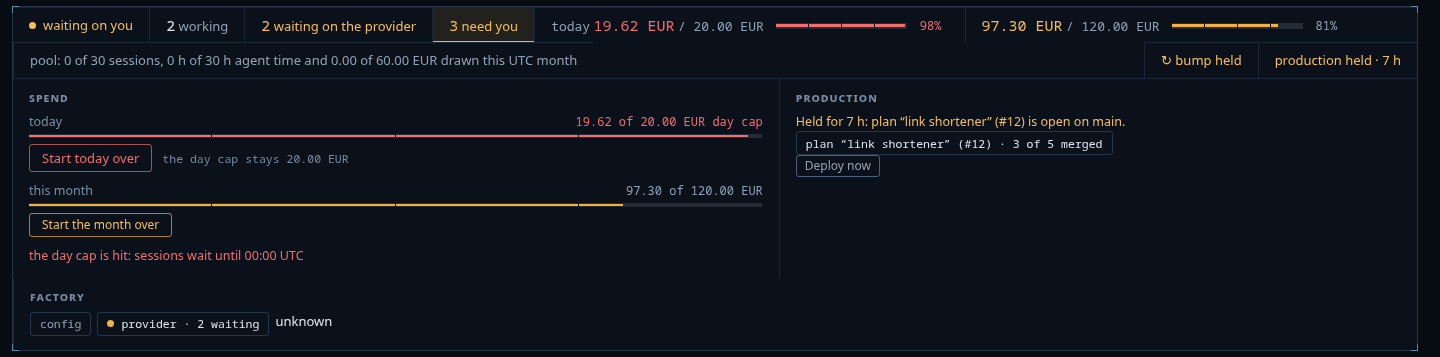 waiting on you 2 working 2 waiting on the provider 3 need you today 19.62 EUR / 20.00 EUR 98% 97.30 EUR / 120.00 EUR 81%
pool: 0 of 30 sessions, 0 h of 30 h agent time and 0.00 of 60.00 EUR drawn this UTC month ↻ bump held production held · 7 h
SPEND
today 19.62 of 20.00 EUR day cap
Start today over the day cap stays 20.00 EUR
this month 97.30 of 120.00 EUR
Start the month over
the day cap is hit: sessions wait until 00:00 UTC
PRODUCTION
Held for 7 h: plan “link shortener” (#12) is open on main.
plan “link shortener” (#12) · 3 of 5 merged
Deploy now
FACTORY
config provider · 2 waiting unknown